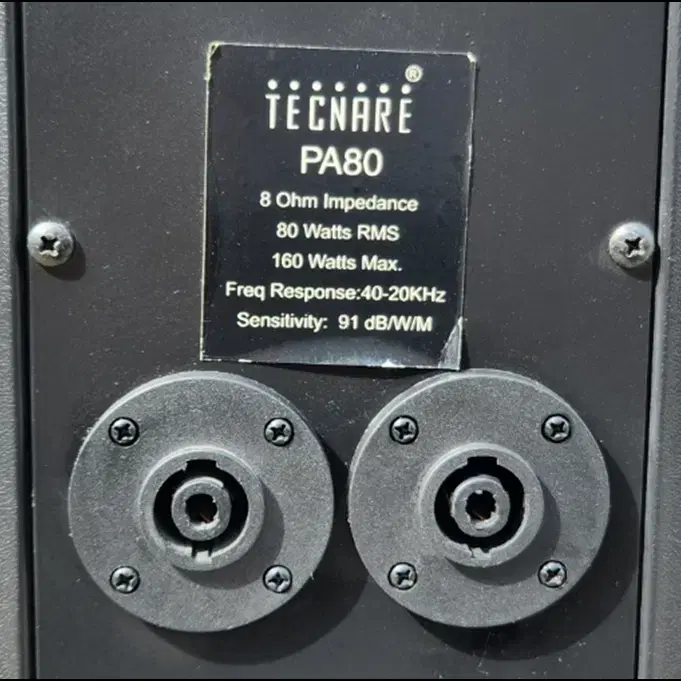 TECNARE®
PA80
8 Ohm Impedance
80 Watts RMS
160 Watts Max.
Freq Response:40-20KHz
Sensitivity: 91 dB/W/M